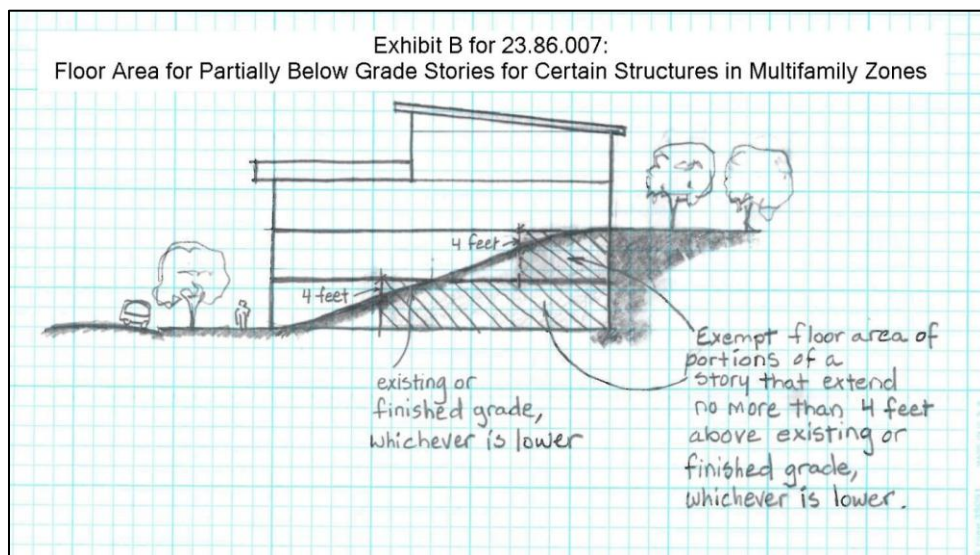 Exhibit B for 23.86.007:
Floor Area for Partially Below Grade Stories for Certain Structures in Multifamily Zones
4 feet
4 feet
existing or
finished grade,
whichever is lower
Exempt floor area of
portions of a
story that extend
no more than 4 feet
above existing or
finished grade,
whichever is lower.